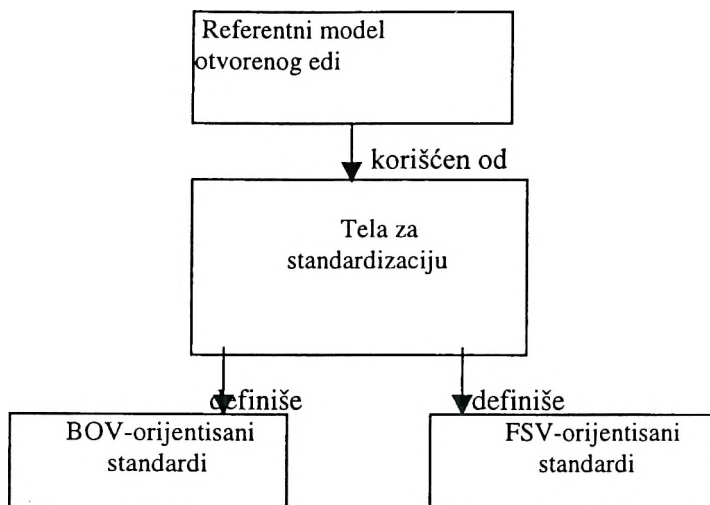 Referentni model
otvorenog edi
korišćen od
Tela za
standardizaciju
definiše
definiše
BOV-orijentisani
standardi
FSV-orijentisani
standardi